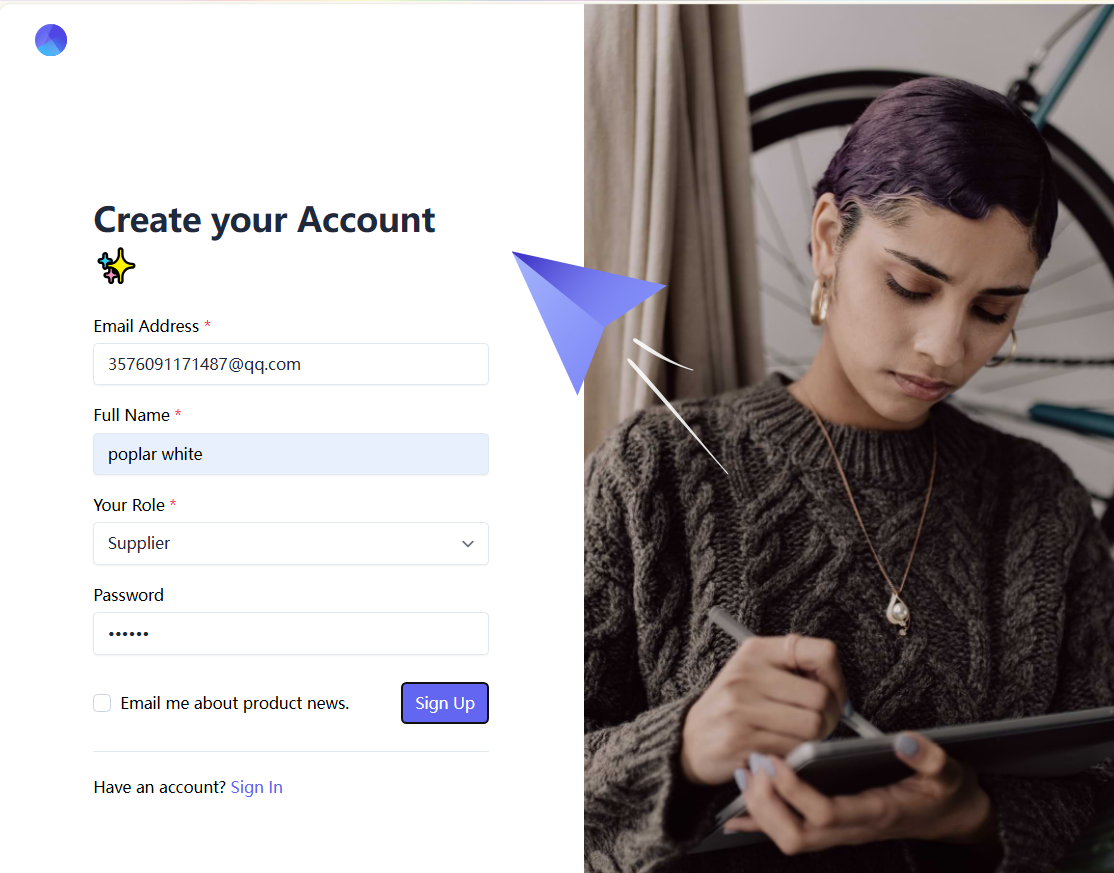 Create your Account
Email Address *
3576091171487@qq.com
Full Name *
poplar white
Your Role *
Supplier
Password
••••••
Email me about product news.
Sign Up
Have an account? Sign In